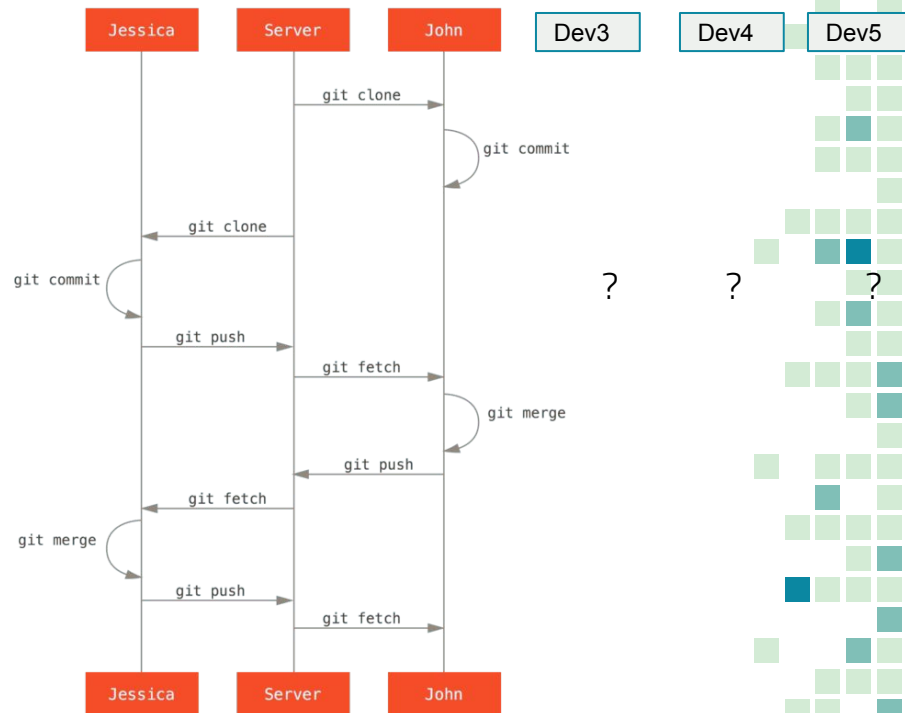 Jessica Server John Dev3 Dev4 Dev5
git clone
git commit
git clone
git commit
? ? ?
git push
git fetch
git merge
git push
git fetch
git merge
git push
git fetch
Jessica Server John